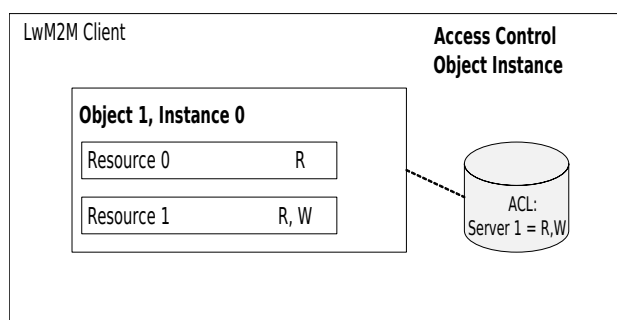 LwM2M Client
Access Control
Object Instance
Object 1, Instance 0
Resource 0 R
Resource 1 R, W
ACL:
Server 1 = R,W